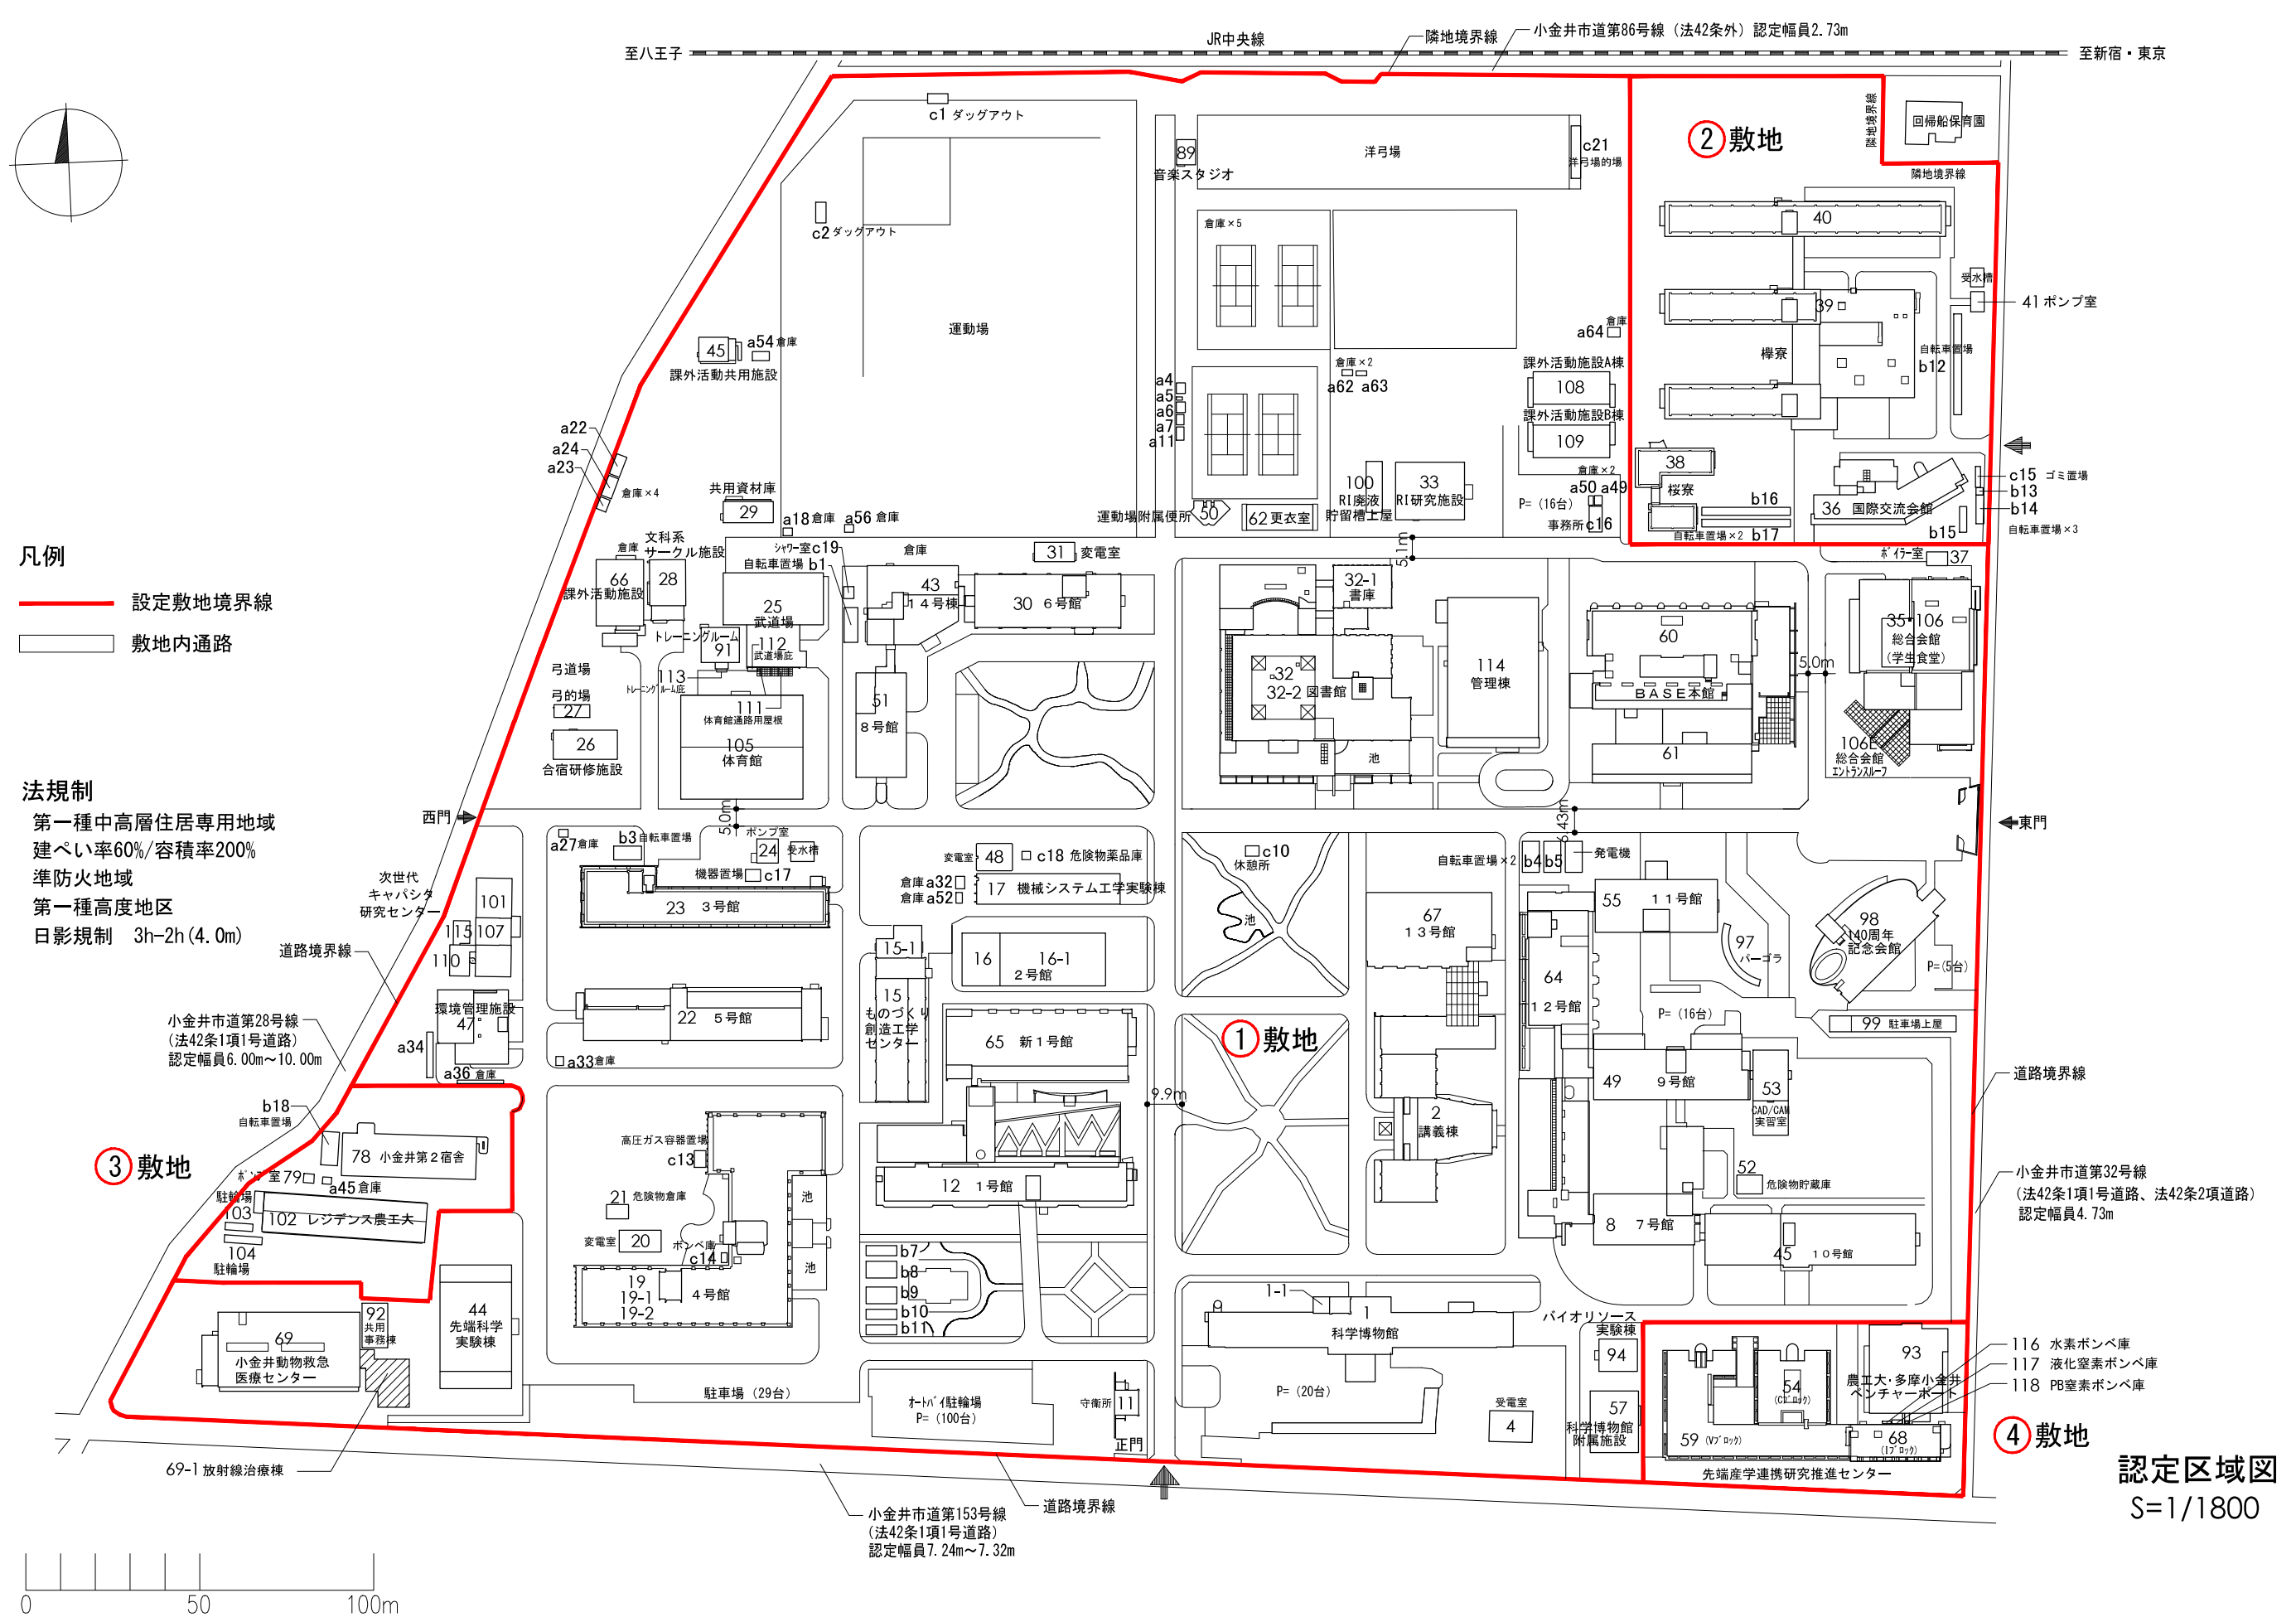 小金井市道第86号線（法42条外）認定幅員2.73m
JR中央線
隣地境界線
至八王子
至新宿・東京
c1 ダッグアウト
隣地境界線
回帰船保育園
② 敷地
89
音楽スタジオ
洋弓場
c21
洋弓場的場
隣地境界線
c2 ダッグアウト
倉庫×5
40
受水槽
41 ポンプ室
39
運動場
a64 倉庫
45
a54 倉庫
課外活動共用施設
欅寮
自転車置場
b12
倉庫×2
a62 a63
課外活動施設A棟
108
課外活動施設B棟
109
a4
a5
a6
a7
a11
a22
a24
a23
倉庫×4
38
桜寮
c15 ゴミ置場
b13
b14
自転車置場×3
b15
b16
b17
自転車置場×2
36 国際交流会館
倉庫×2
a50 a49
P=（16台）
事務所c16
共用資材庫
29
a18 倉庫
a56 倉庫
運動場附属便所
50
62 更衣室
100
RI廃液
貯留槽上屋
33
RI研究施設
5.1m
凡例
設定敷地境界線
敷地内通路
文科系
サークル施設
倉庫
66
課外活動施設
28
シャワー室c19
自転車置場 b1
倉庫
31 変電室
43
14号棟
30 6号館
25
武道場
トレーニングルーム
91
112
武道場庇
113
トレーニングルーム庇
111
体育館通路用屋根
105
体育館
弓道場
弓的場
27
26
合宿研修施設
51
8号館
32-1
書庫
32
32-2 図書館
池
114
管理棟
60
BASE本館
61
5.0m
ボイラー室 37
35・106
総合会館
（学生食堂）
106E
総合会館
エントランスルーフ
法規制
第一種中高層住居専用地域
建ぺい率60%/容積率200%
準防火地域
第一種高度地区
日影規制 3h-2h(4.0m)
西門
東門
5.0m
6.43m
a27倉庫
b3自転車置場
ポンプ室
24
受水槽
機器置場
c17
23 3号館
変電室 48
c18 危険物薬品庫
倉庫 a32
倉庫 a52
17 機械システム工学実験棟
c10
休憩所
池
自転車置場×2 b4 b5
発電機
67
13号館
55 11号館
64
12号館
97
パーゴラ
98
140周年
記念会館
P=(5台)
P=（16台）
99 駐車場上屋
次世代
キャパシタ
研究センター
101
115 107
110
道路境界線
環境管理施設
47
a34
a36 倉庫
小金井市道第28号線
（法42条1項1号道路）
認定幅員6.00m～10.00m
22 5号館
a33倉庫
15-1
15
ものづくり
創造工学
センター
16
16-1
2号館
65 新1号館
9.9m
① 敷地
2
講義棟
49 9号館
53
CAD/CAM
実習室
道路境界線
小金井市道第32号線
（法42条1項1号道路、法42条2項道路）
認定幅員4.73m
③ 敷地
b18
自転車置場
78 小金井第2宿舎
ポンプ室79
a45 倉庫
駐輪場
103
102 レジデンス農工大
104
駐輪場
高圧ガス容器置場
c13
21 危険物倉庫
変電室 20
ボンベ庫
c14
池
池
19
19-1
19-2
4号館
12 1号館
b7
b8
b9
b10
b11
52
危険物貯蔵庫
8 7号館
45 10号館
69
小金井動物救急
医療センター
92
共用
事務棟
44
先端科学
実験棟
69-1 放射線治療棟
駐車場（29台）
オートバイ駐輪場
P=（100台）
守衛所 11
正門
1-1
1
科学博物館
P=（20台）
バイオリソース
実験棟
94
受電室
4
57
科学博物館
附属施設
54
(Cブロック)
59 (Vブロック)
93
農工大・多摩小金井
ベンチャーポート
68
(Iブロック)
先端産学連携研究推進センター
116 水素ボンベ庫
117 液化窒素ボンベ庫
118 PB窒素ボンベ庫
④ 敷地
道路境界線
小金井市道第153号線
（法42条1項1号道路）
認定幅員7.24m～7.32m
認定区域図
S=1/1800
0 50 100m